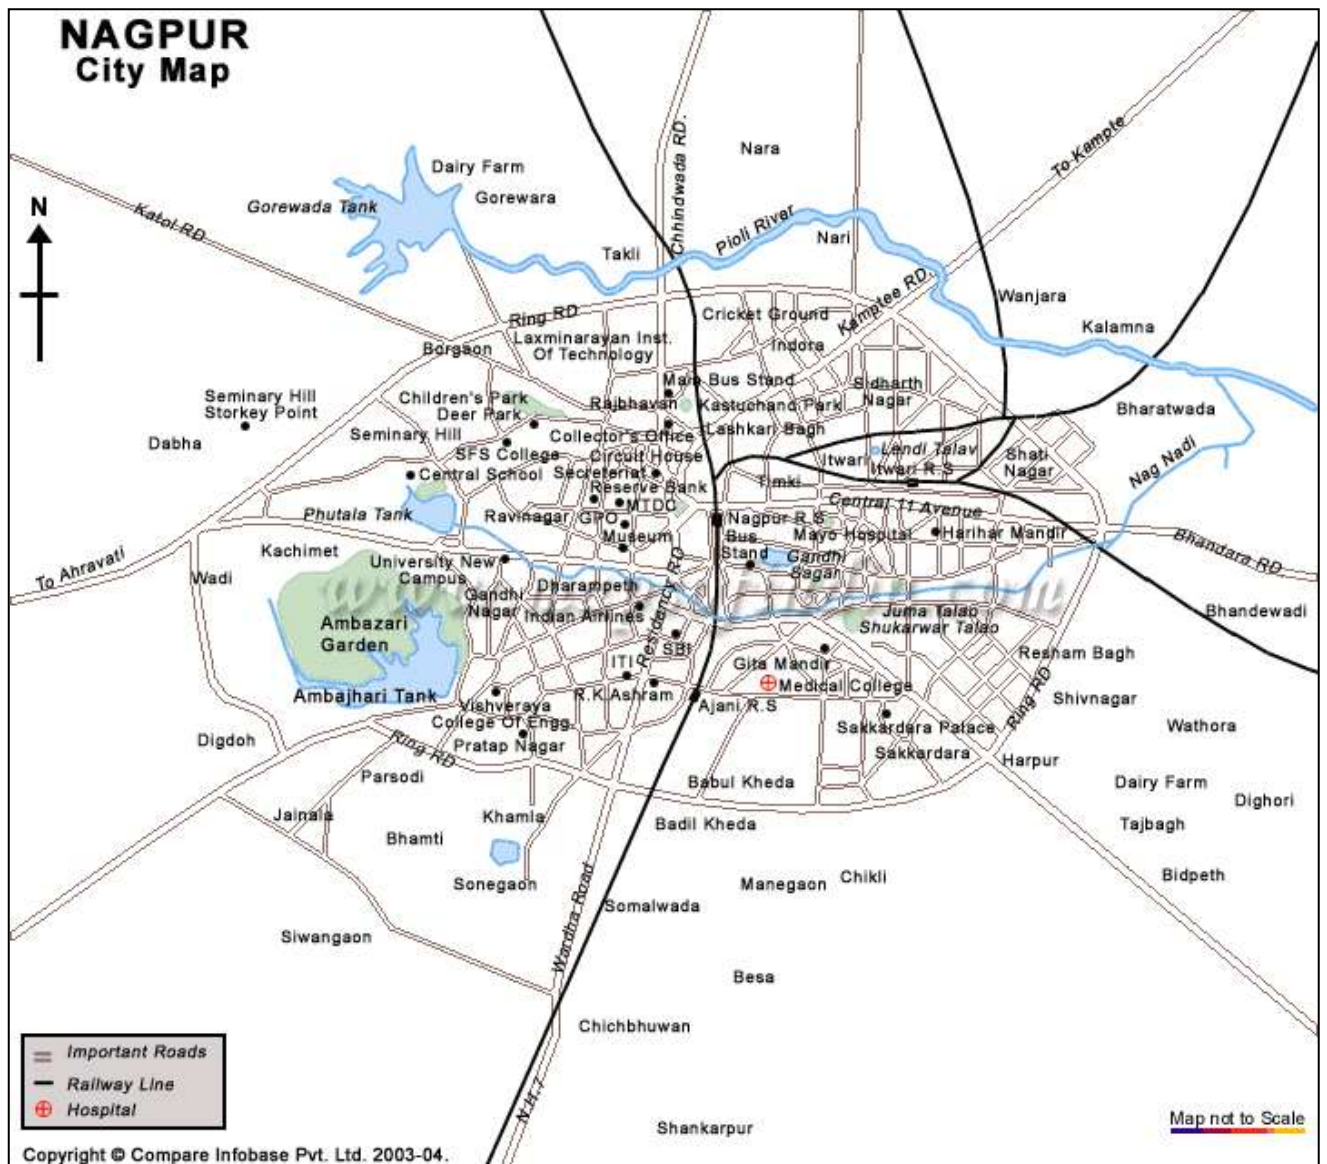 NAGPUR
City Map
N
Katol RD
Gorewada Tank
Dairy Farm
Gorewara
Takli
Chhindwada RD.
Nara
Pioli River
Nari
To Kampte
Kamptee RD.
Wanjara
Kalamna
Ring RD
Laxminarayan Inst.
Of Technology
Cricket Ground
Indora
Borgaon
Seminary Hill
Storkey Point
Dabha
Children's Park
Deer Park
Seminary Hill
SFS College
Central School
Main Bus Stand
Rajbhavan
Kastuchand Park
Collector's Office
Lashkari Bagh
Circuit House
Secreteriat
Reserve Bank
MTDC
Sidharth
Nagar
Lendi Talav
Itwari
Itwari R.S
Timki
Shati
Nagar
Bharatwada
Nag Nadi
Central 11 Avenue
Phutala Tank
Ravinagar
GPO
Museum
Nagpur R.S
Bus
Stand
Mayo Hospital
Harihar Mandir
Gandhi
Sagar
Bhandara RD
To Ahravati
Kachimet
Wadi
University New
Campus
Dharampeth
Gandhi
Nagar
Indian Airlines
Residancy RD
Ambazari
Garden
Ambajhari Tank
SBI
ITI
R.K.Ashram
Vishveraya
College Of Engg.
Pratap Nagar
Juma Talao
Shukarwar Talao
Gita Mandir
Medical College
Ajani R.S
Bhandewadi
Resham Bagh
Ring RD
Shivnagar
Wathora
Sakkardara Palace
Sakkardara
Harpur
Dairy Farm
Dighori
Tajbagh
Bidpeth
Digdoh
Ring RD
Parsodi
Jainala
Bhamti
Khamla
Babul Kheda
Badil Kheda
Sonegaon
Manegaon
Chikli
Somalwada
Siwangaon
Wardha Road
Besa
Chichbhuwan
N.H.7
Shankarpur
Important Roads
Railway Line
Hospital
Map not to Scale
Copyright © Compare Infobase Pvt. Ltd. 2003-04.